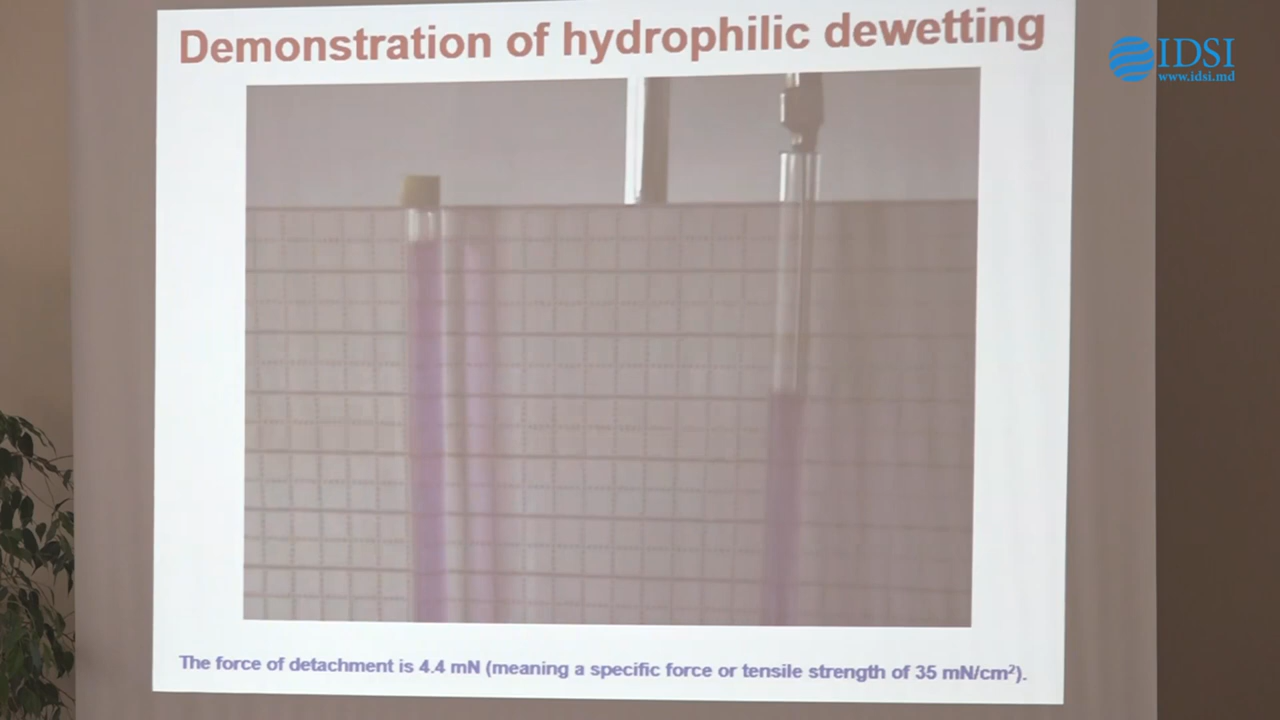 Demonstration of hydrophilic dewetting
IDSI
www.idsi.md
The force of detachment is 4.4 mN (meaning a specific force or tensile strength of 35 mN/cm²).